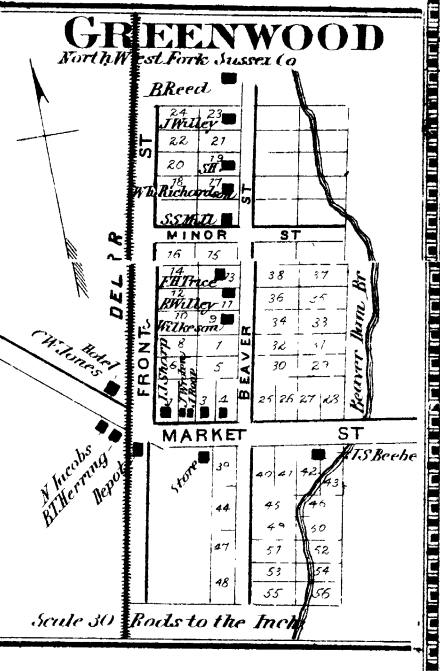 GREENWOOD
North West Fork Sussex Co
B.Reed
24 23
J.Willey
22 21
20 19
S.H.
18 17
Wh. Richardson
S.S.
MINOR ST
16 15
14 13
F.H.Trice
12 11
R.Willey
10 9
Wilkeson
8 7
6 5
J.J.Sharp
3 4
38 37
36 35
34 33
32 31
30 29
25 26 27 28
FRONT ST
BEAVER ST
DEL R R
Beaver Dam Br
Hotel
C.W.Jones
MARKET ST
N Jacobs
B.T.Herring
Depot
Store
39
40 41 42
43
T.S.Beebe
44 45 46
49 50
47 51 52
53 54
48 55 56
Scale 30 Rods to the Inch